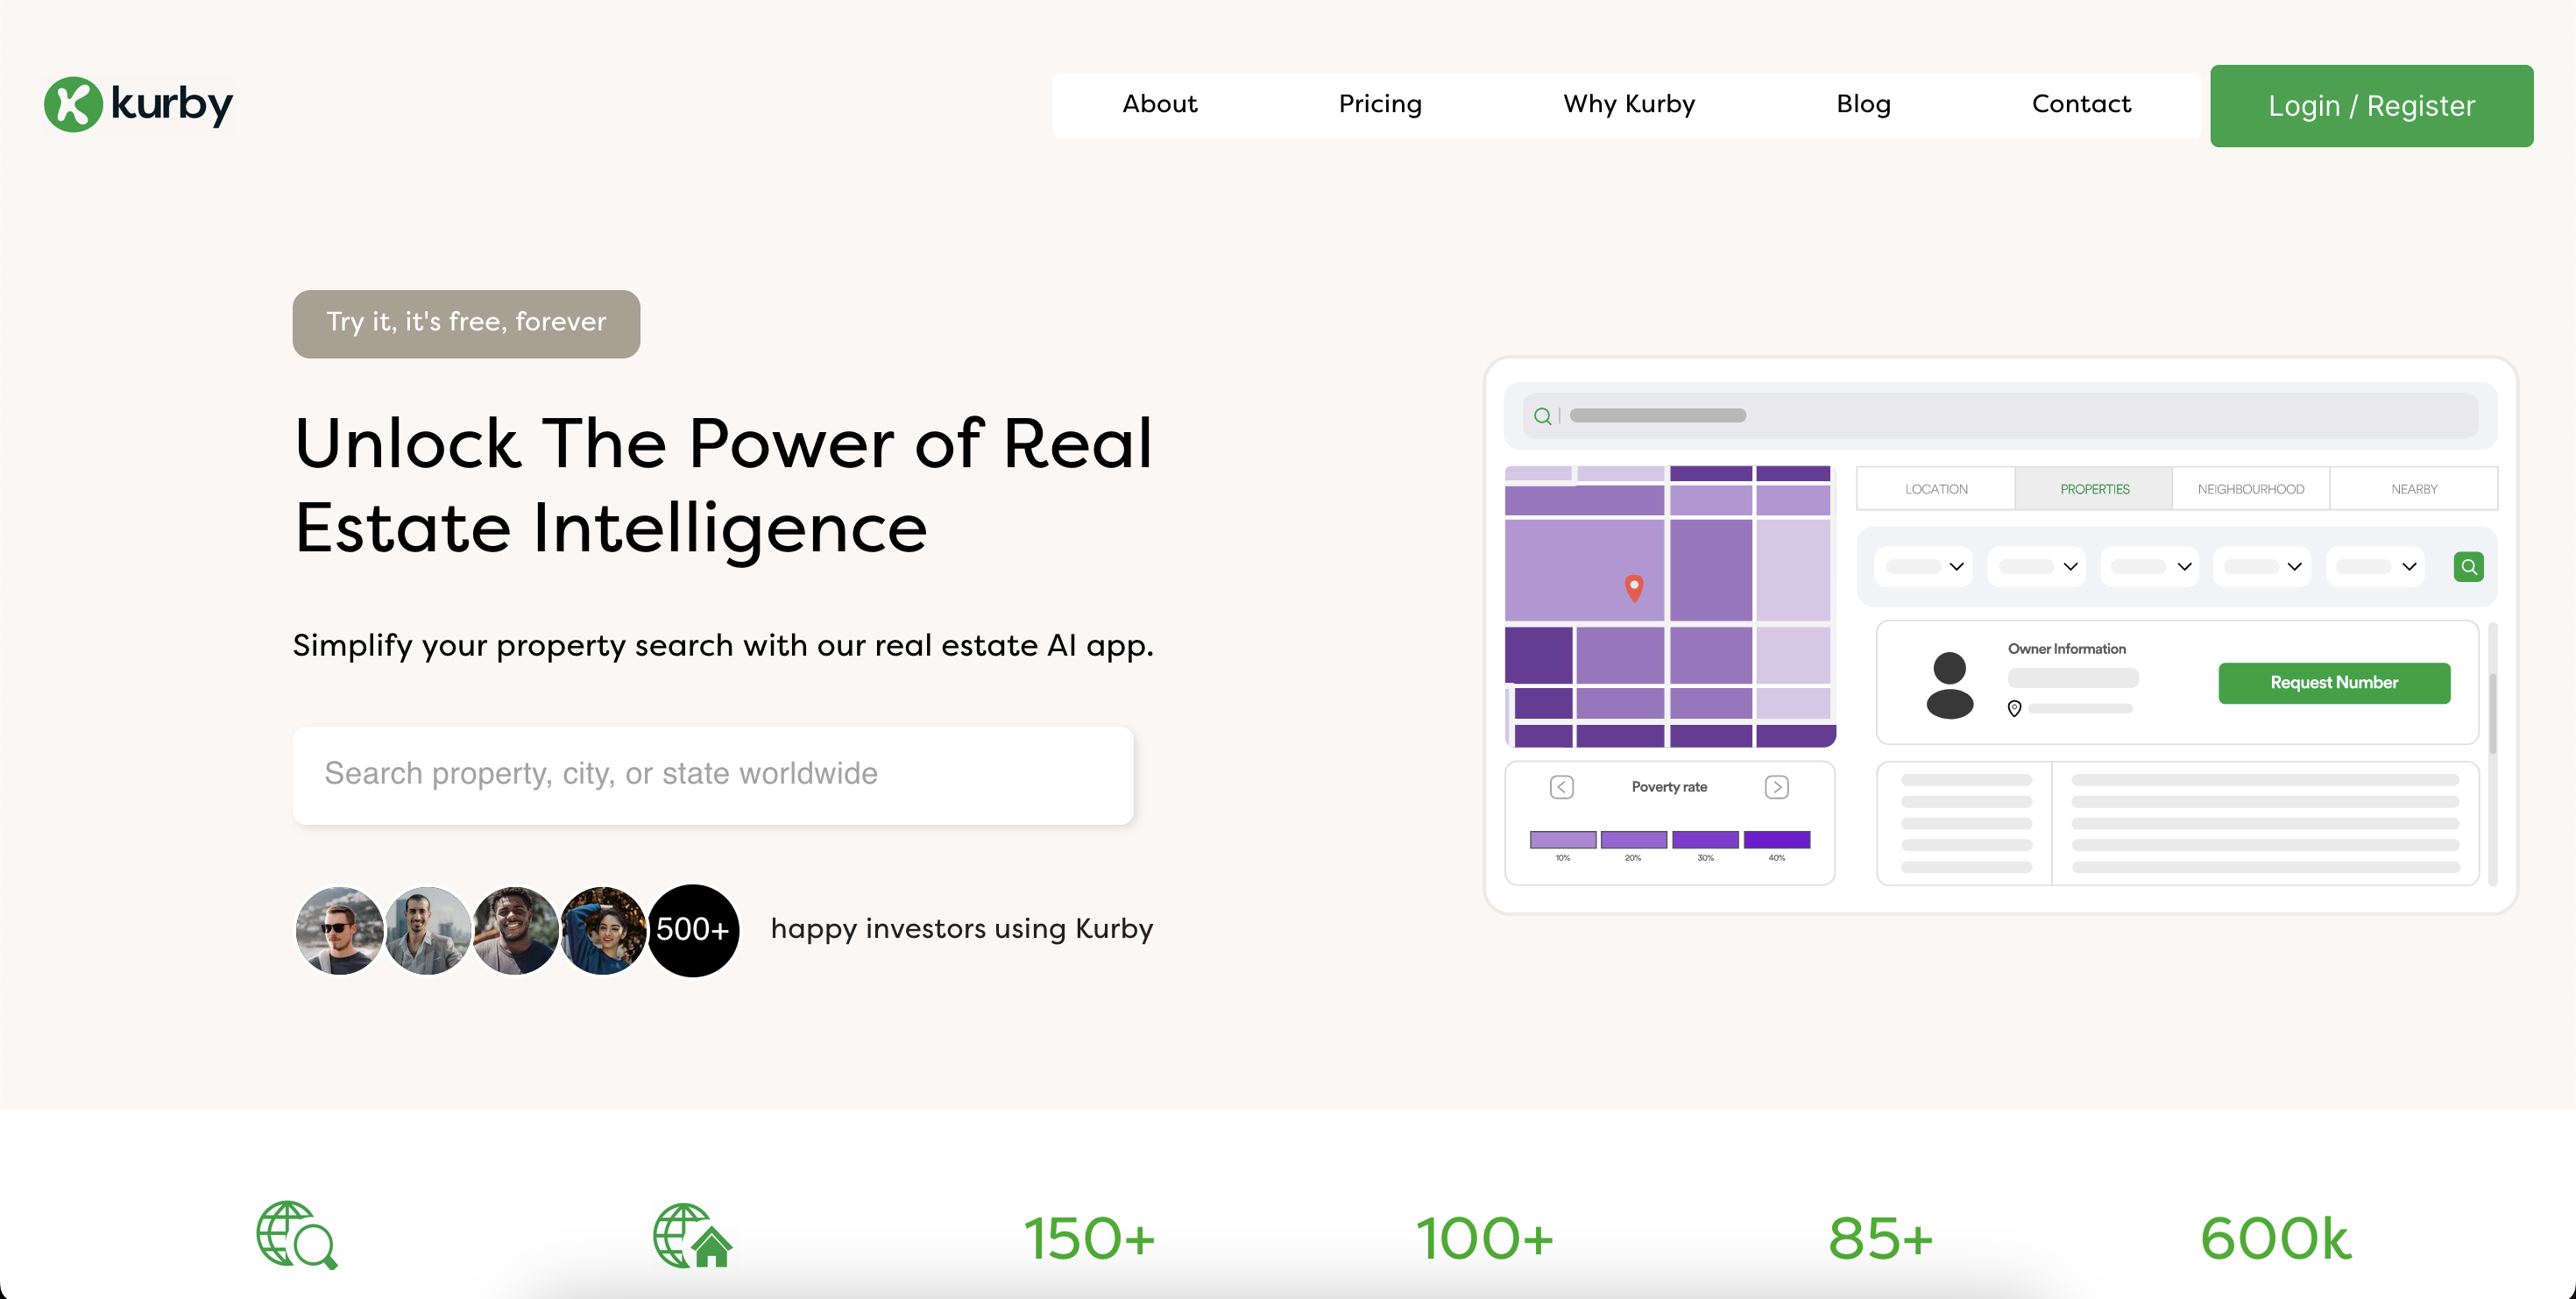 kurby
About
Pricing
Why Kurby
Blog
Contact
Login / Register
Try it, it's free, forever
Unlock The Power of Real
Estate Intelligence
Simplify your property search with our real estate AI app.
Search property, city, or state worldwide
500+
happy investors using Kurby
LOCATION
PROPERTIES
NEIGHBOURHOOD
NEARBY
Owner Information
Request Number
Poverty rate
10%
20%
30%
40%
150+
100+
85+
600k